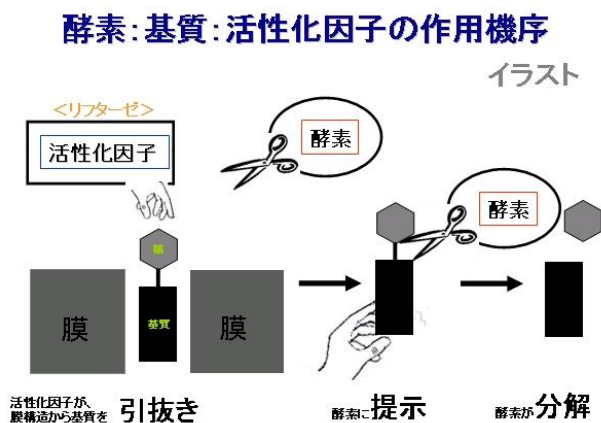 酵素：基質：活性化因子の作用機序
イラスト
＜リフターゼ＞
活性化因子
酵素
酵素
糖
基質
膜
膜
活性化因子が、
膜構造から基質を 引抜き
酵素に提示
酵素が分解